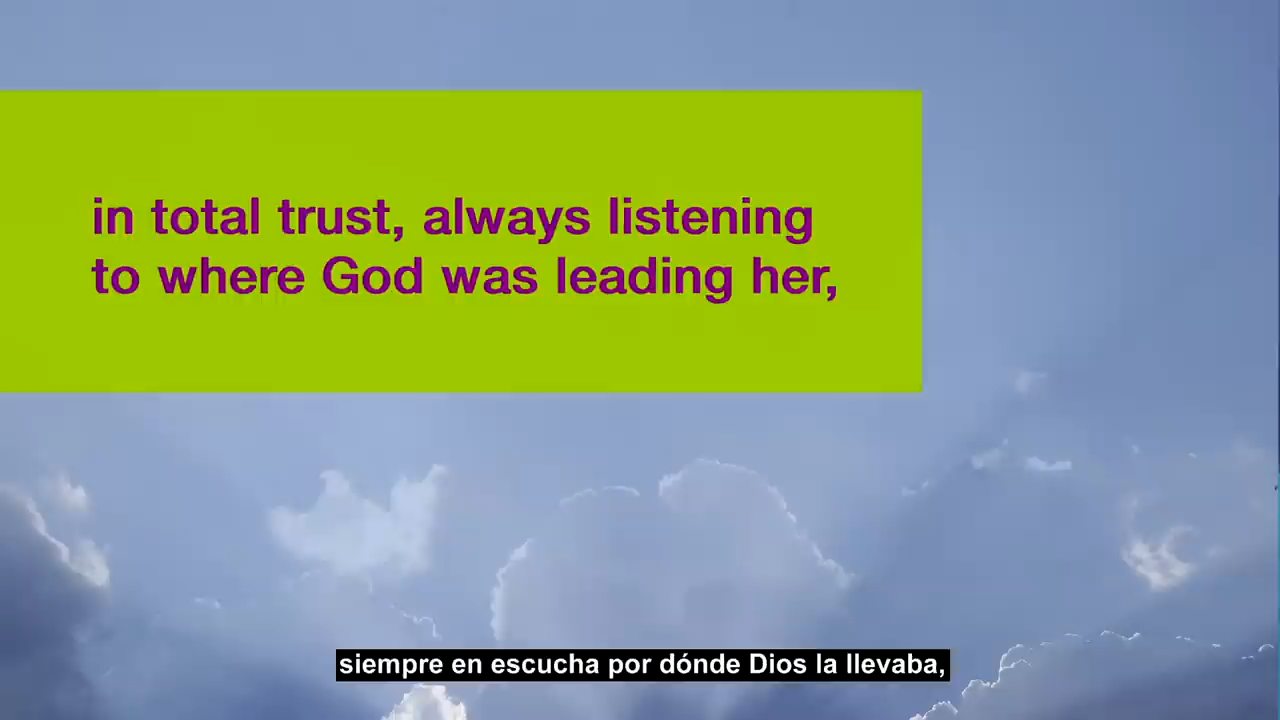 in total trust, always listening
to where God was leading her,
siempre en escucha por dónde Dios la llevaba,